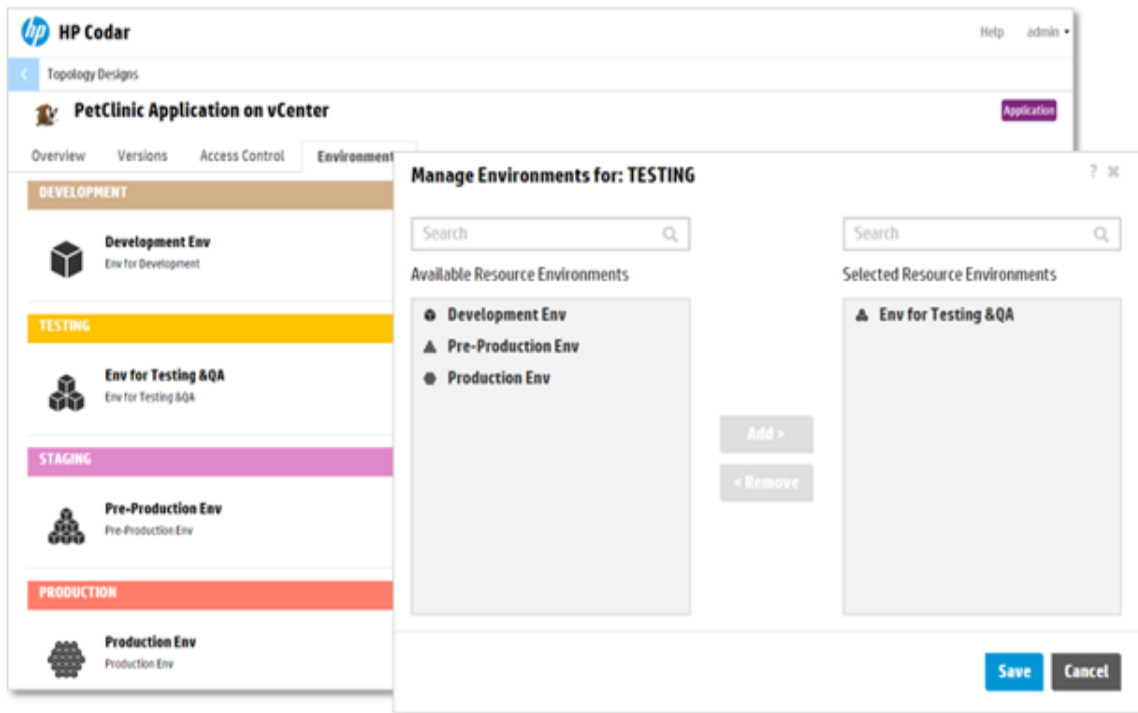 hp HP Codar
Help admin
Topology Designs
PetClinic Application on vCenter
Application
Overview Versions Access Control Environment
DEVELOPMENT
Development Env
Env for Development
TESTING
Env for Testing &QA
Env for Testing &QA
STAGING
Pre-Production Env
Pre-Production Env
PRODUCTION
Production Env
Production Env
Manage Environments for: TESTING
?
Search
Available Resource Environments
Development Env
Pre-Production Env
Production Env
Add >
< Remove
Search
Selected Resource Environments
Env for Testing &QA
Save Cancel